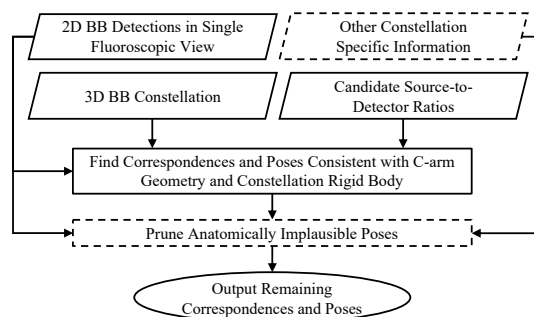 2D BB Detections in Single
Fluoroscopic View
Other Constellation
Specific Information
3D BB Constellation
Candidate Source-to-
Detector Ratios
Find Correspondences and Poses Consistent with C-arm
Geometry and Constellation Rigid Body
Prune Anatomically Implausible Poses
Output Remaining
Correspondences and Poses